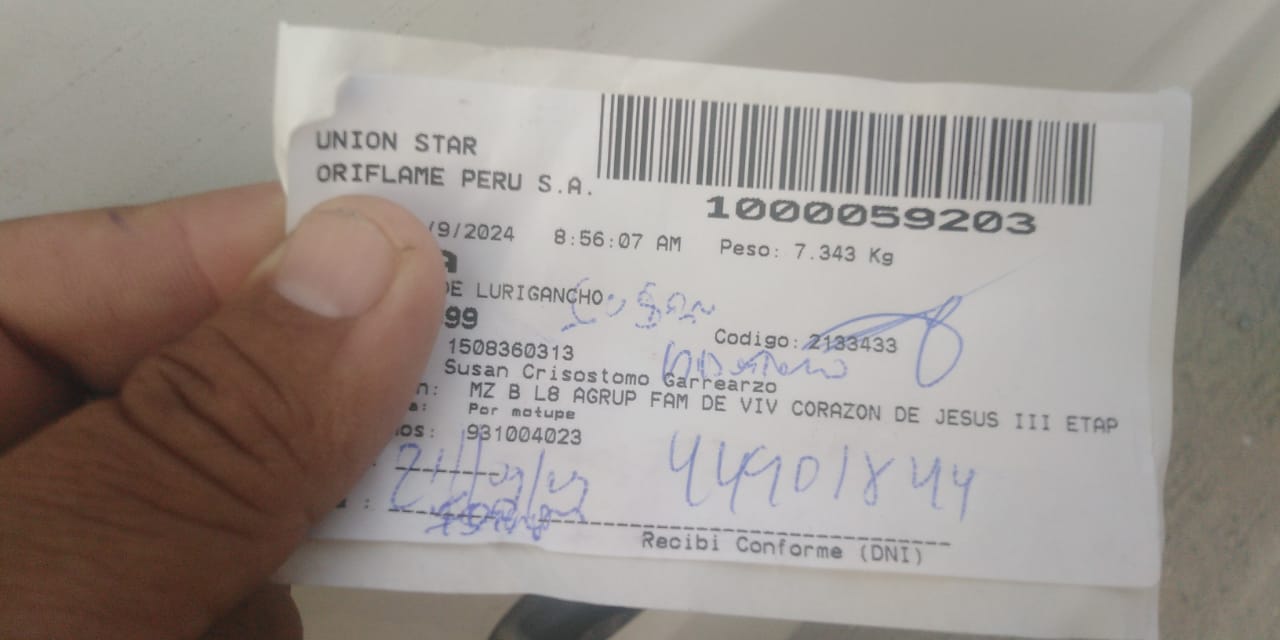 UNION STAR
ORIFLAME PERU S.A.
1000059203
/9/2024 8:56:07 AM Peso: 7.343 Kg
A
DE LURIGANCHO
Susan
99 Codigo: 2133433
1508360313
Susan Crisostomo Garrearzo
n: MZ B L8 AGRUP FAM DE VIV CORAZON DE JESUS III ETAP
a: Por motupe
os: 931004023
44901844
Recibi Conforme (DNI)